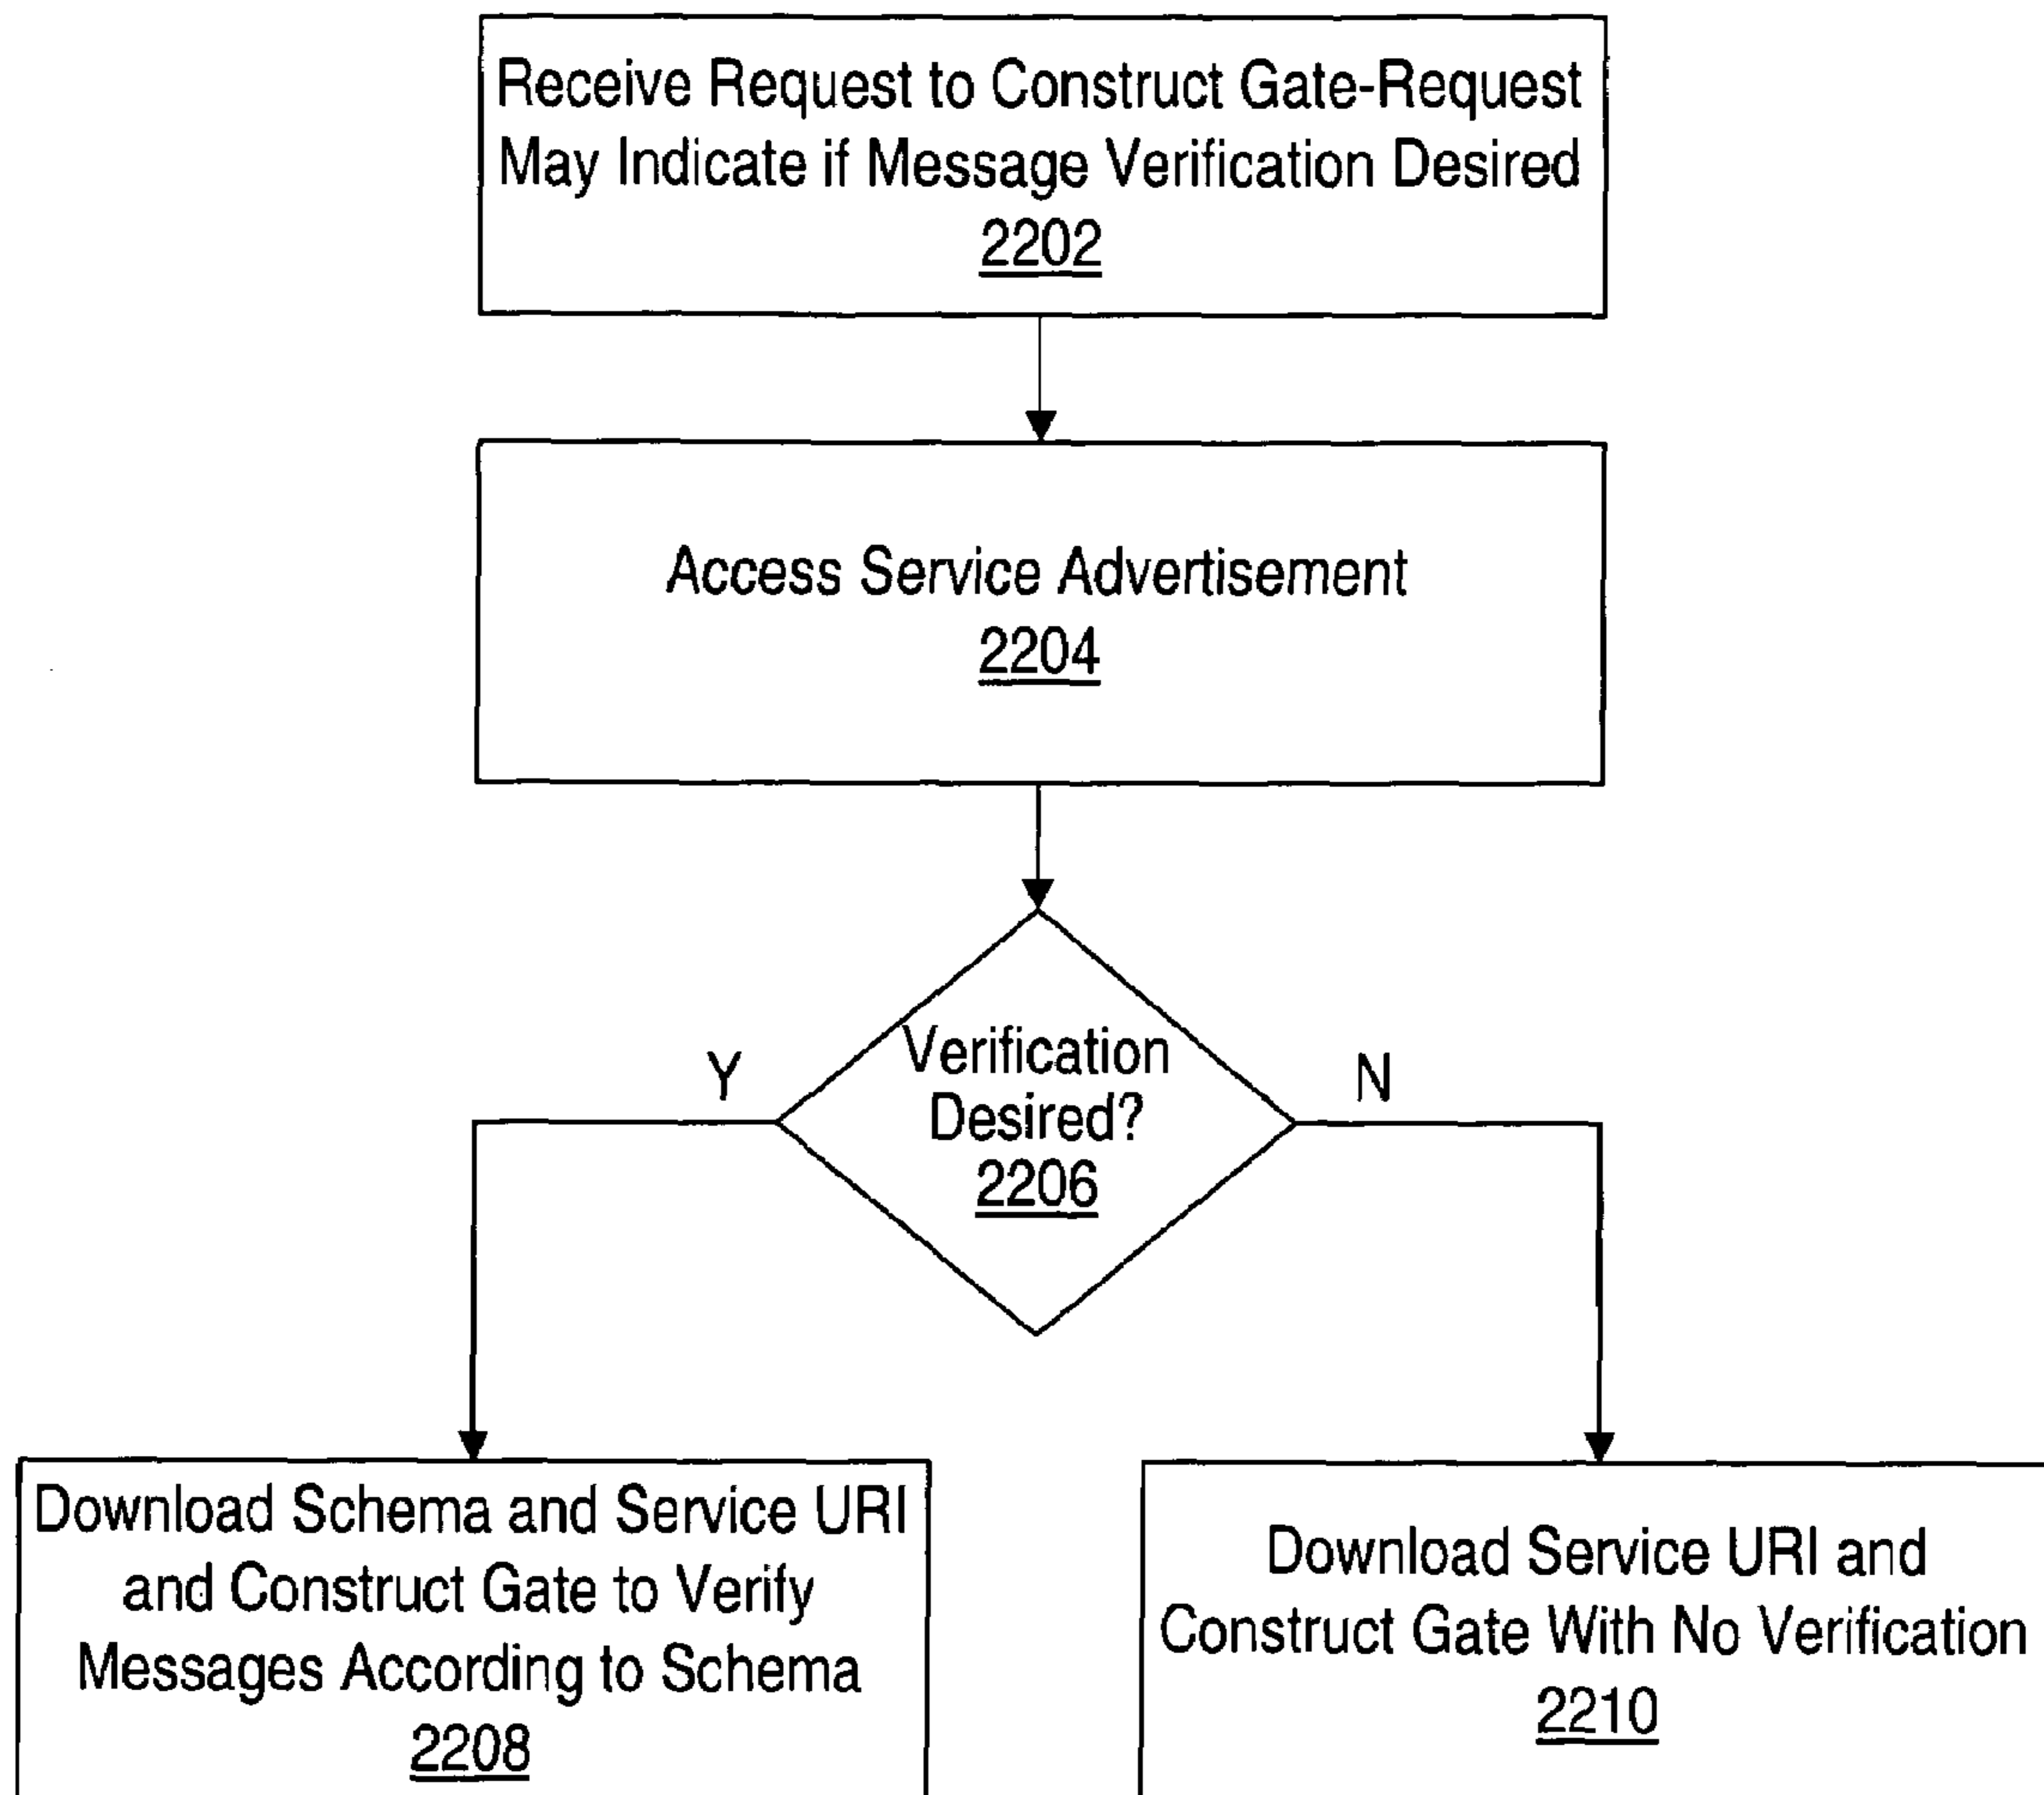 Receive Request to Construct Gate-Request
May Indicate if Message Verification Desired
2202
Access Service Advertisement
2204
Verification
Desired?
2206
Y
N
Download Schema and Service URI
and Construct Gate to Verify
Messages According to Schema
2208
Download Service URI and
Construct Gate With No Verification
2210